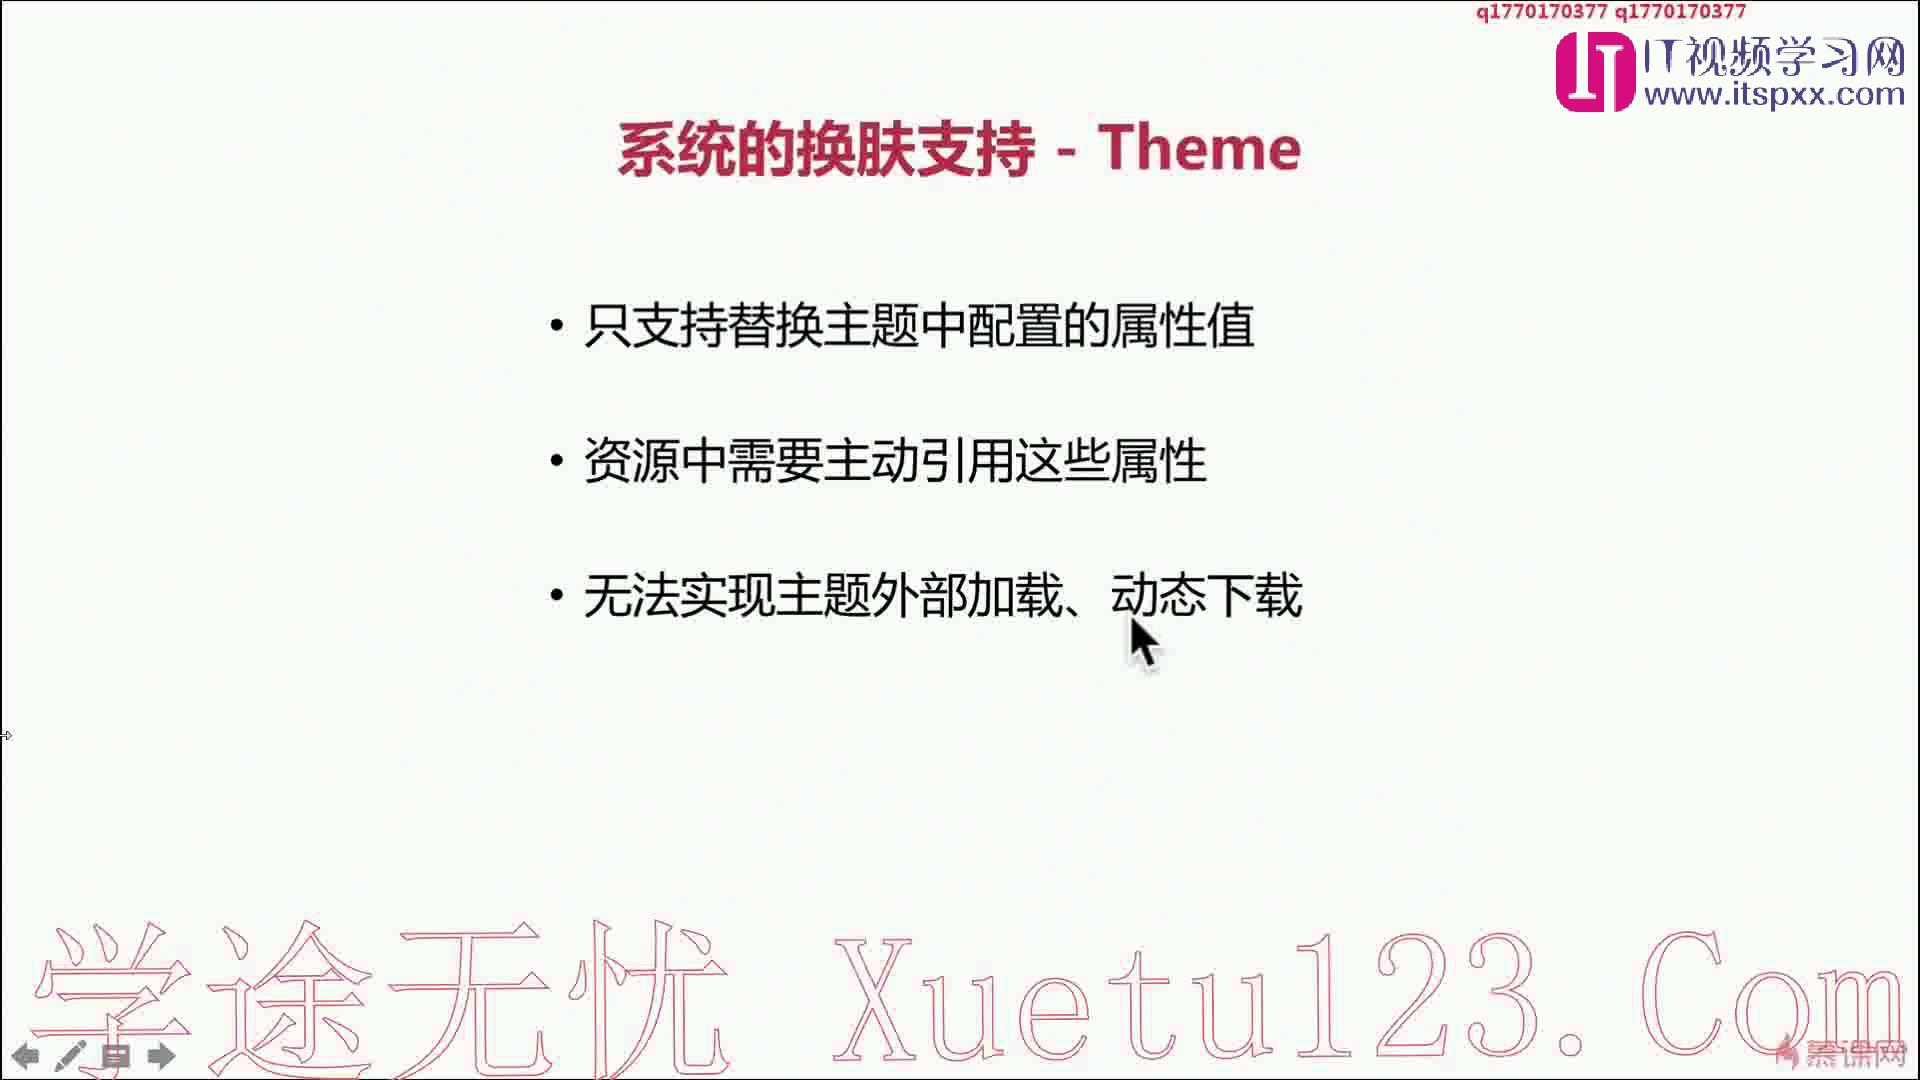 q1770170377 q1770170377
IT视频学习网
www.itspxx.com
系统的换肤支持 - Theme
• 只支持替换主题中配置的属性值
• 资源中需要主动引用这些属性
• 无法实现主题外部加载、动态下载
学途无忧 Xuetu123.Com
慕课网